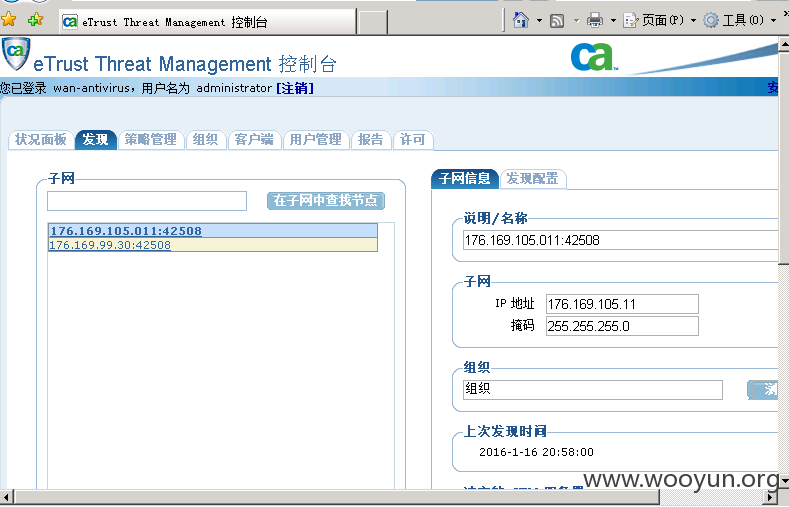 eTrust Threat Management 控制台
页面(P)
工具(O)
ca eTrust Threat Management 控制台
ca
您已登录 wan-antivirus，用户名为 administrator [注销]
安
状况面板 发现 策略管理 组织 客户端 用户管理 报告 许可
子网
在子网中查找节点
176.169.105.011:42508
176.169.99.30:42508
子网信息 发现配置
说明/名称
176.169.105.011:42508
子网
IP 地址 176.169.105.11
掩码 255.255.255.0
组织
组织
浏
上次发现时间
2016-1-16 20:58:00
www.wooyun.org